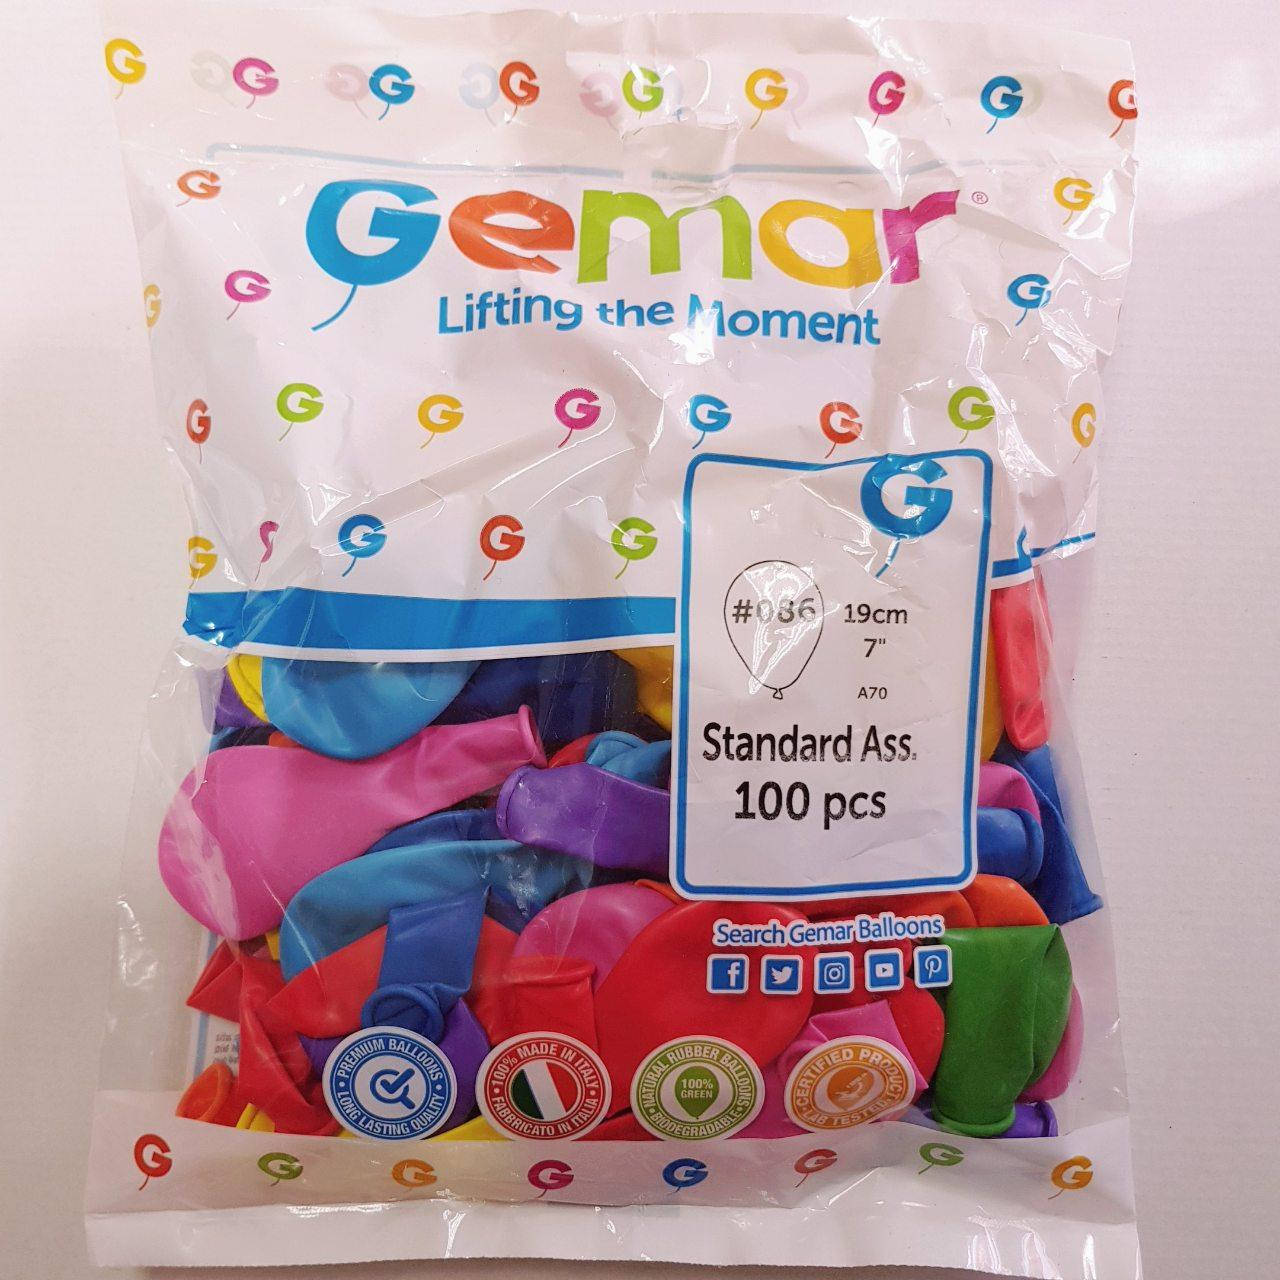 Gemar®
Lifting the Moment
#086
19cm
7"
A70
Standard Ass.
100 pcs
Search Gemar Balloons
PREMIUM BALLOONS
LONG LASTING QUALITY
100% MADE IN ITALY
FABBRICATO IN ITALIA
NATURAL RUBBER BALLOONS
100%
GREEN
BIODEGRADABLE
CERTIFIED PRODUCT
LAB TESTED